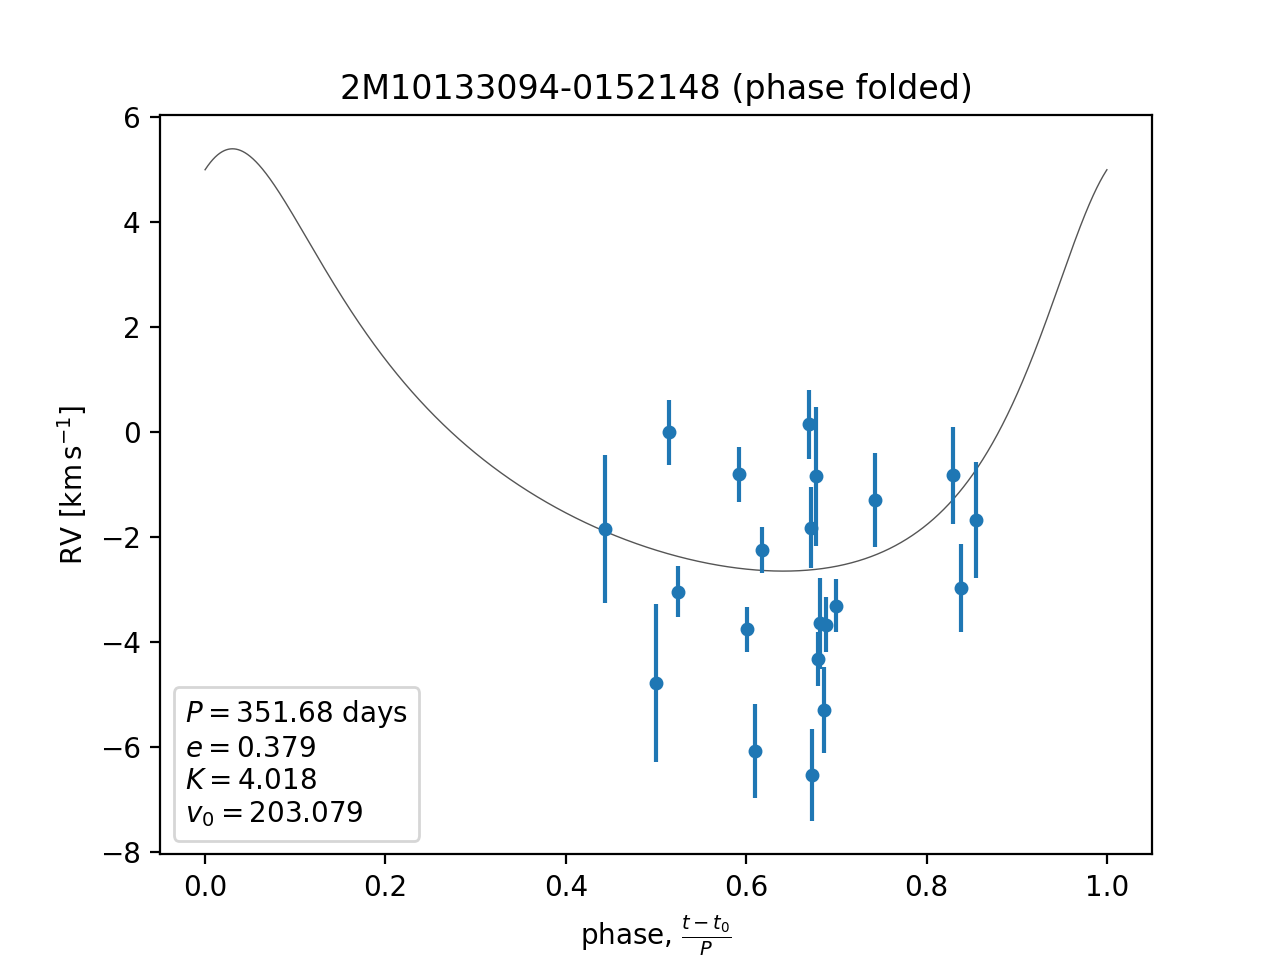 2M10133094-0152148 (phase folded)
6
4
2
0
−2
−4
−6
−8
RV [km s⁻¹]
P = 351.68 days
e = 0.379
K = 4.018
v₀ = 203.079
0.0 0.2 0.4 0.6 0.8 1.0
phase, (t − t₀)/P